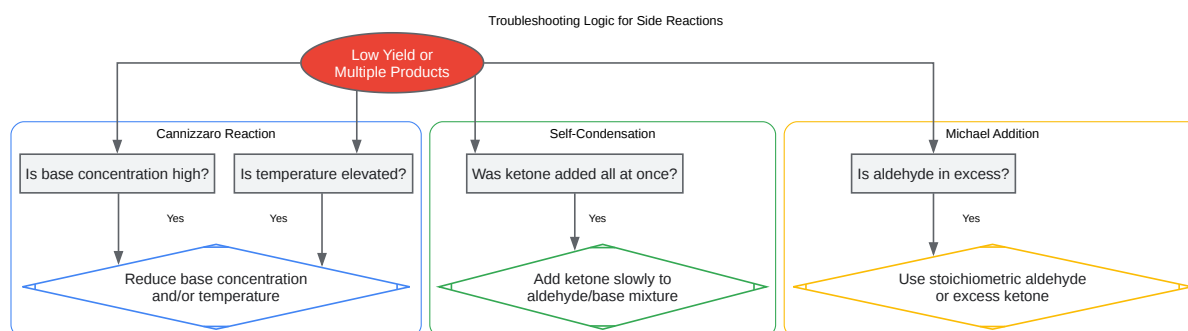 Troubleshooting Logic for Side Reactions
Low Yield or
Multiple Products
Cannizzaro Reaction
Self-Condensation
Michael Addition
Is base concentration high?
Is temperature elevated?
Was ketone added all at once?
Is aldehyde in excess?
Yes
Yes
Yes
Yes
Reduce base concentration
and/or temperature
Add ketone slowly to
aldehyde/base mixture
Use stoichiometric aldehyde
or excess ketone